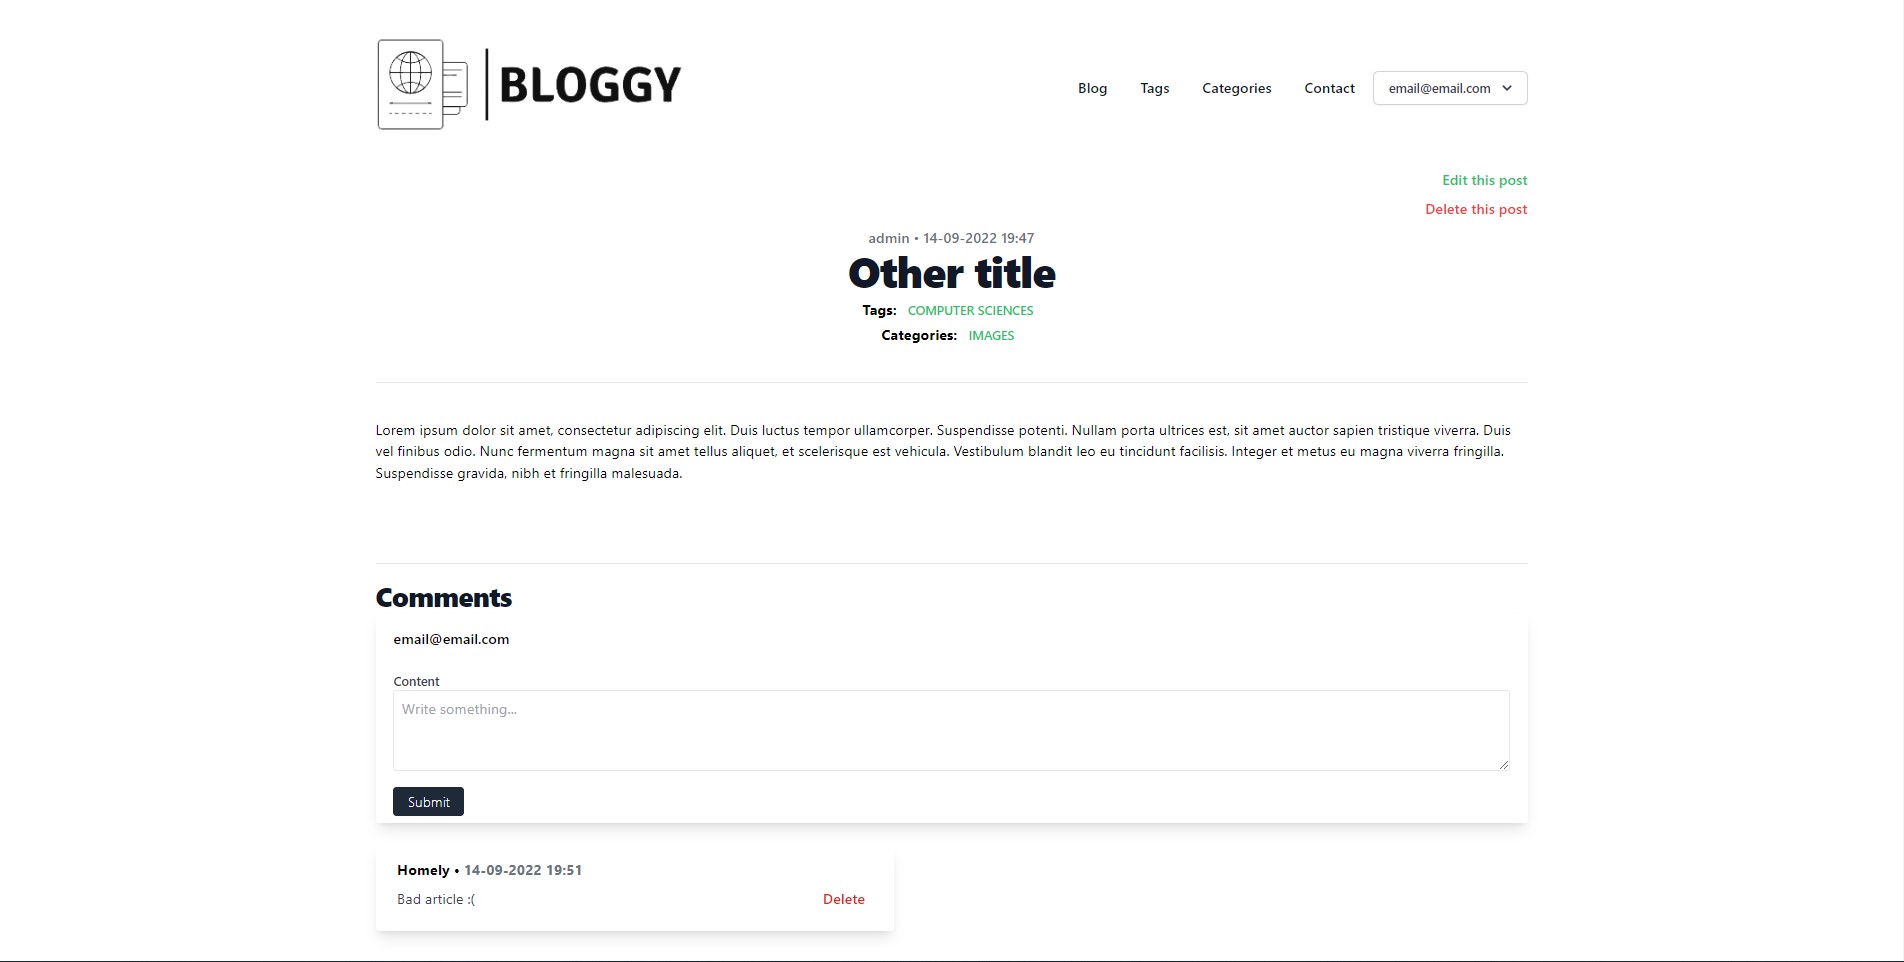 BLOGGY
Blog Tags Categories Contact email@email.com
Edit this post
Delete this post
admin • 14-09-2022 19:47
Other title
Tags: COMPUTER SCIENCES
Categories: IMAGES
Lorem ipsum dolor sit amet, consectetur adipiscing elit. Duis luctus tempor ullamcorper. Suspendisse potenti. Nullam porta ultrices est, sit amet auctor sapien tristique viverra. Duis
vel finibus odio. Nunc fermentum magna sit amet tellus aliquet, et scelerisque est vehicula. Vestibulum blandit leo eu tincidunt facilisis. Integer et metus eu magna viverra fringilla.
Suspendisse gravida, nibh et fringilla malesuada.
Comments
email@email.com
Content
Write something...
Submit
Homely • 14-09-2022 19:51
Bad article :(
Delete